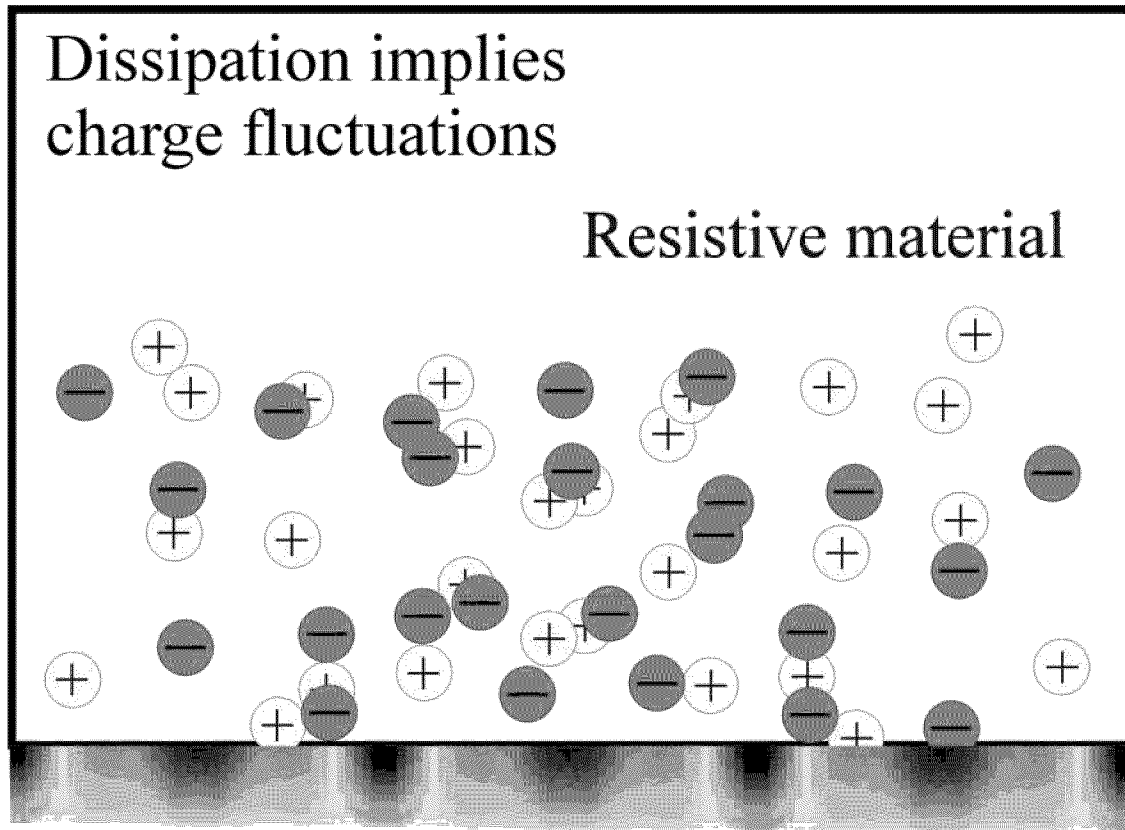 Dissipation implies
charge fluctuations
Resistive material